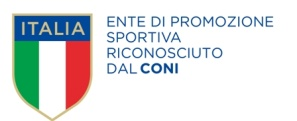 ITALIA
ENTE DI PROMOZIONE
SPORTIVA
RICONOSCIUTO
DAL CONI